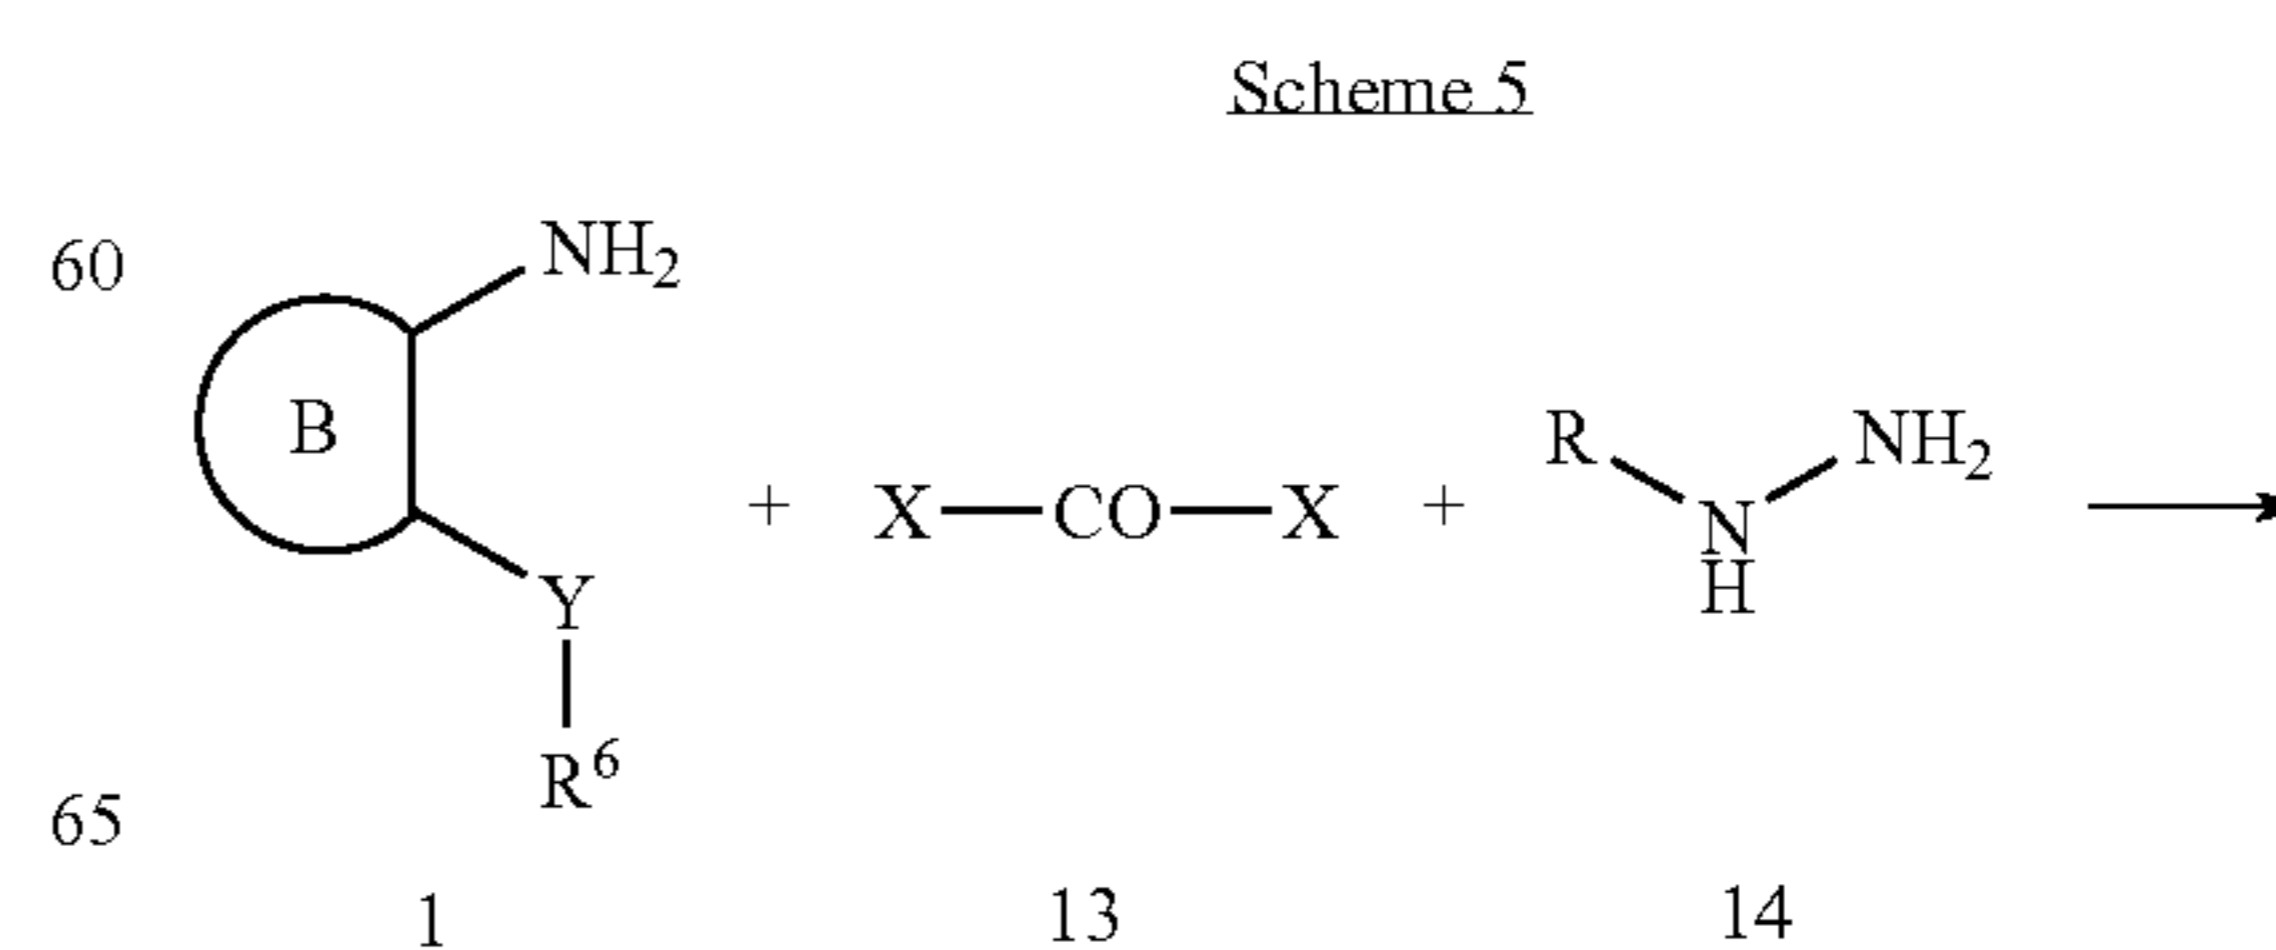 Scheme 5
60
NH₂
B
Y
R⁶
+
X—CO—X
+
R
N
H
NH₂
65
1
13
14